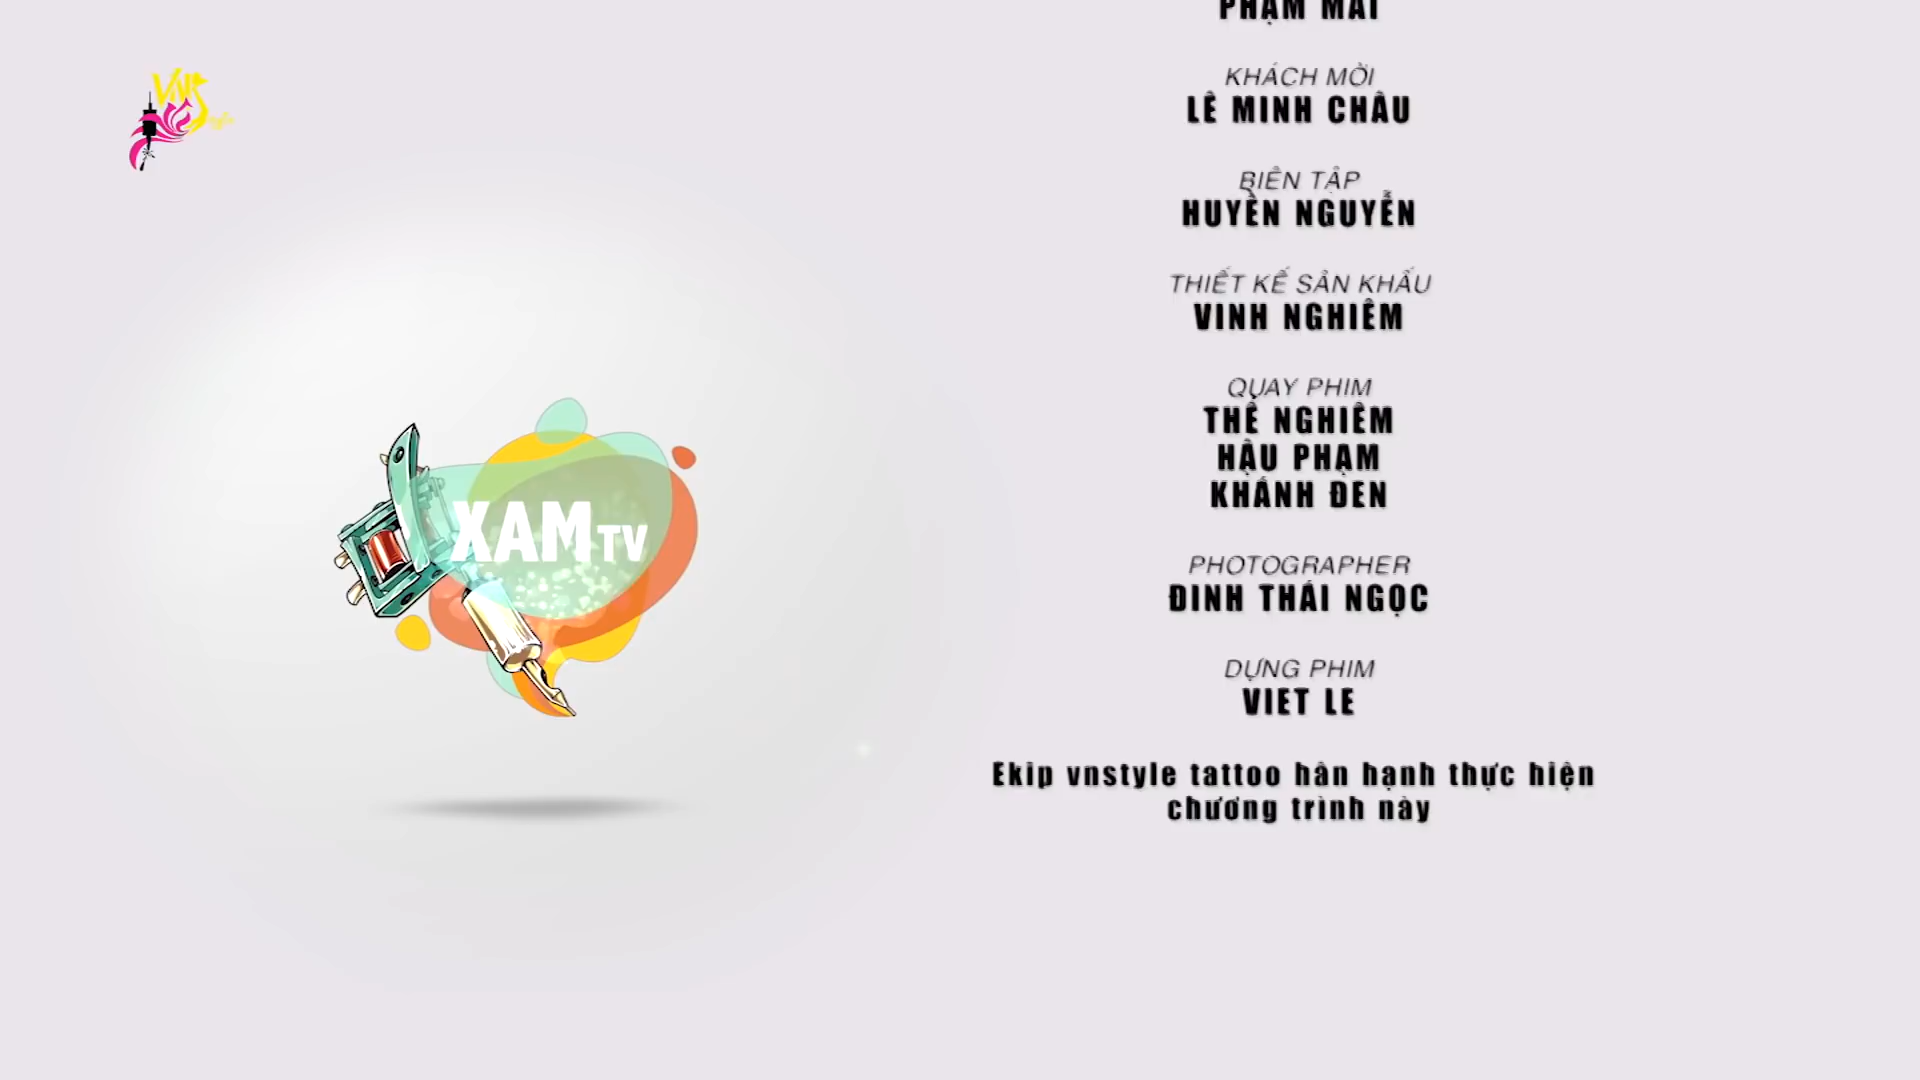 PHẠM MAI
KHÁCH MỜI
LÊ MINH CHÂU
BIÊN TẬP
HUYỀN NGUYỄN
THIẾT KẾ SÂN KHẤU
VINH NGHIÊM
QUAY PHIM
THẾ NGHIÊM
HẬU PHẠM
KHÁNH ĐEN
PHOTOGRAPHER
ĐINH THÁI NGỌC
DỰNG PHIM
VIET LE
Ekip vnstyle tattoo hân hạnh thực hiện
chương trình này
VNS
XAM TV